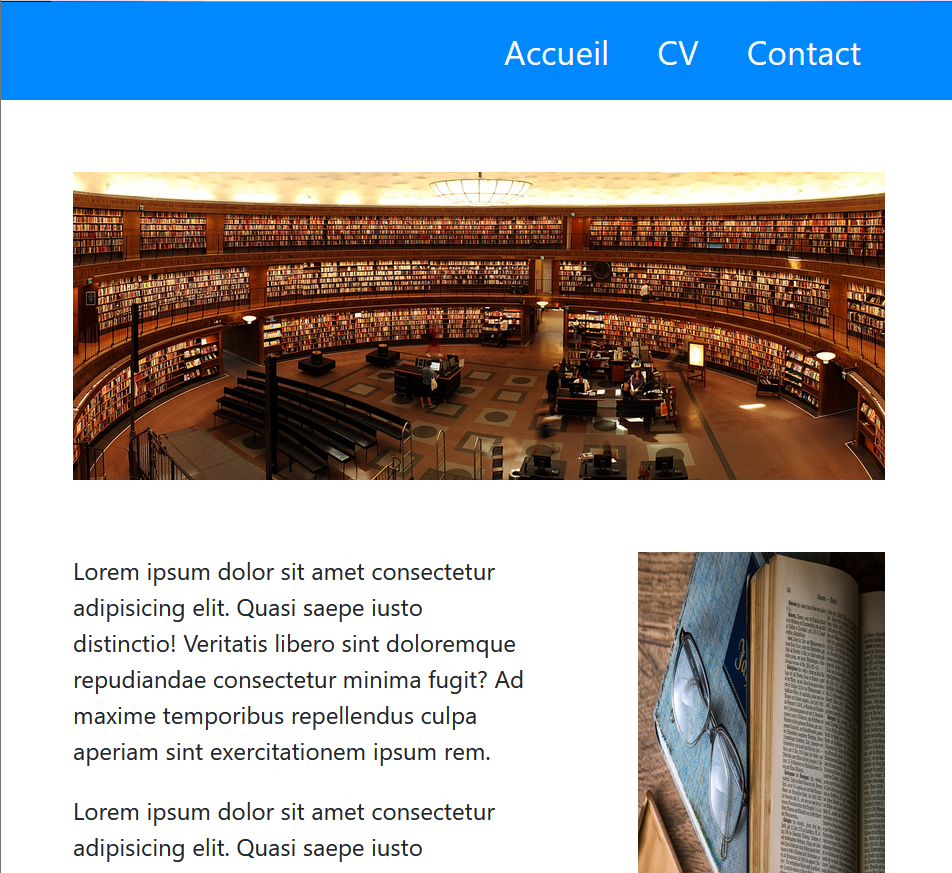 Accueil CV Contact
Lorem ipsum dolor sit amet consectetur
adipisicing elit. Quasi saepe iusto
distinctio! Veritatis libero sint doloremque
repudiandae consectetur minima fugit? Ad
maxime temporibus repellendus culpa
aperiam sint exercitationem ipsum rem.
Lorem ipsum dolor sit amet consectetur
adipisicing elit. Quasi saepe iusto